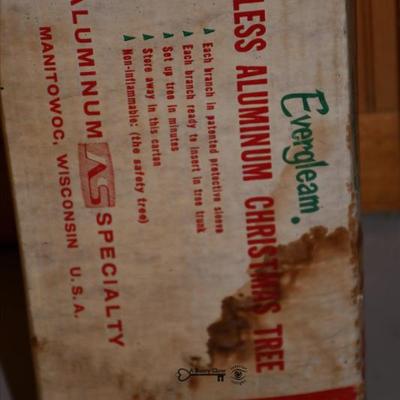 Evergleam.
LESS ALUMINUM CHRISTMAS TREE
Each branch in patented protective sleeve
Each branch ready to insert in tree trunk
Set up tree in minutes
Store away in this carton
Non-inflammable: (the safety tree)
ALUMINUM AS SPECIALTY
MANITOWOC, WISCONSIN U.S.A.